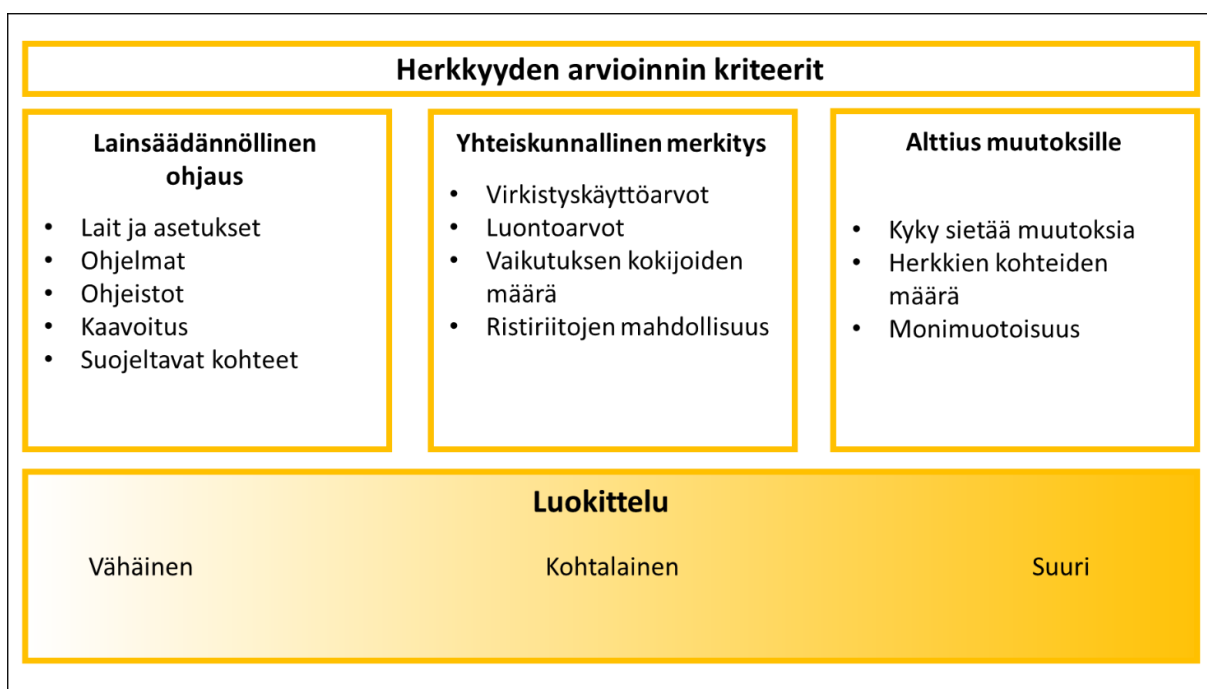 Herkkyyden arvioinnin kriteerit
Lainsäädännöllinen
ohjaus
• Lait ja asetukset
• Ohjelmat
• Ohjeistot
• Kaavoitus
• Suojeltavat kohteet
Yhteiskunnallinen merkitys
• Virkistyskäyttöarvot
• Luontoarvot
• Vaikutuksen kokijoiden
määrä
• Ristiriitojen mahdollisuus
Alttius muutoksille
• Kyky sietää muutoksia
• Herkkien kohteiden
määrä
• Monimuotoisuus
Luokittelu
Vähäinen Kohtalainen Suuri